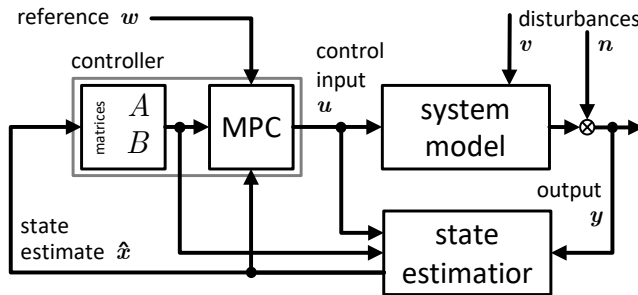 reference w
disturbances
v
n
controller
control
input
u
matrices
A
B
MPC
system
model
output
y
state
estimate x̂
state
estimatior